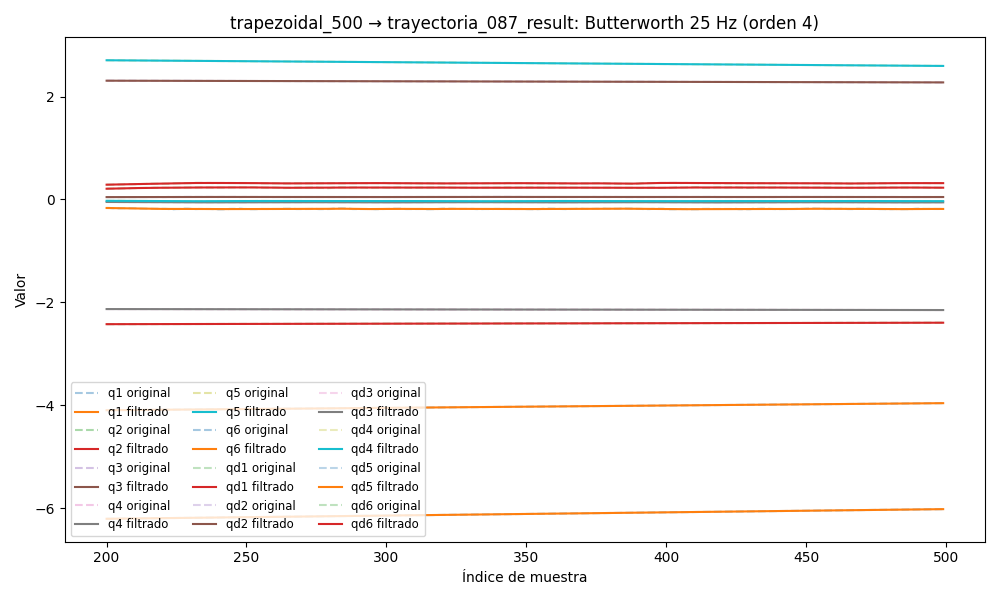 trapezoidal_500 → trayectoria_087_result: Butterworth 25 Hz (orden 4)
Valor
2
0
−2
−4
−6
q1 original
q1 filtrado
q2 original
q2 filtrado
q3 original
q3 filtrado
q4 original
q4 filtrado
q5 original
q5 filtrado
q6 original
q6 filtrado
qd1 original
qd1 filtrado
qd2 original
qd2 filtrado
qd3 original
qd3 filtrado
qd4 original
qd4 filtrado
qd5 original
qd5 filtrado
qd6 original
qd6 filtrado
200
250
300
350
400
450
500
Índice de muestra